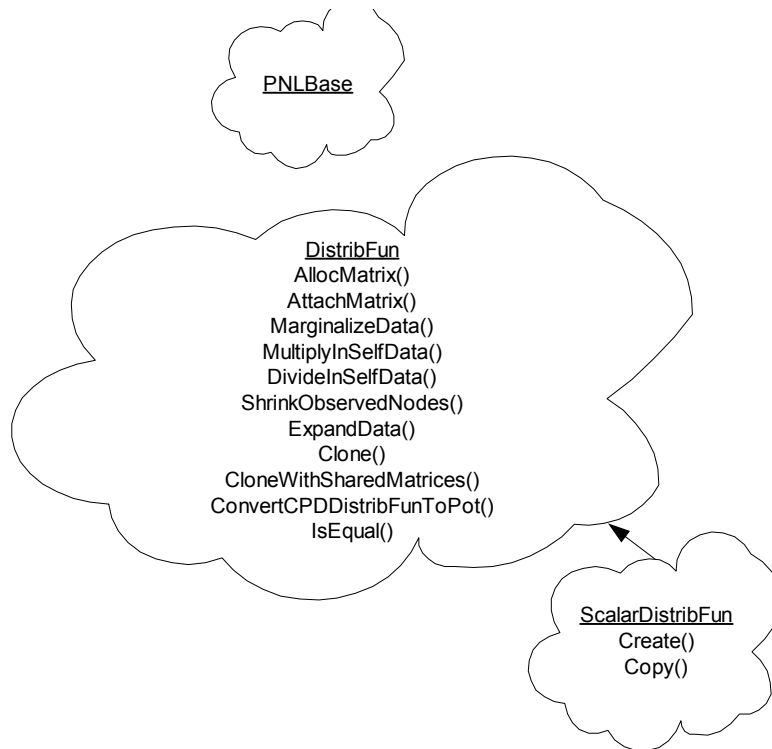 PNLBase
DistribFun
AllocMatrix()
AttachMatrix()
MarginalizeData()
MultiplyInSelfData()
DivideInSelfData()
ShrinkObservedNodes()
ExpandData()
Clone()
CloneWithSharedMatrices()
ConvertCPDDistribFunToPot()
IsEqual()
ScalarDistribFun
Create()
Copy()